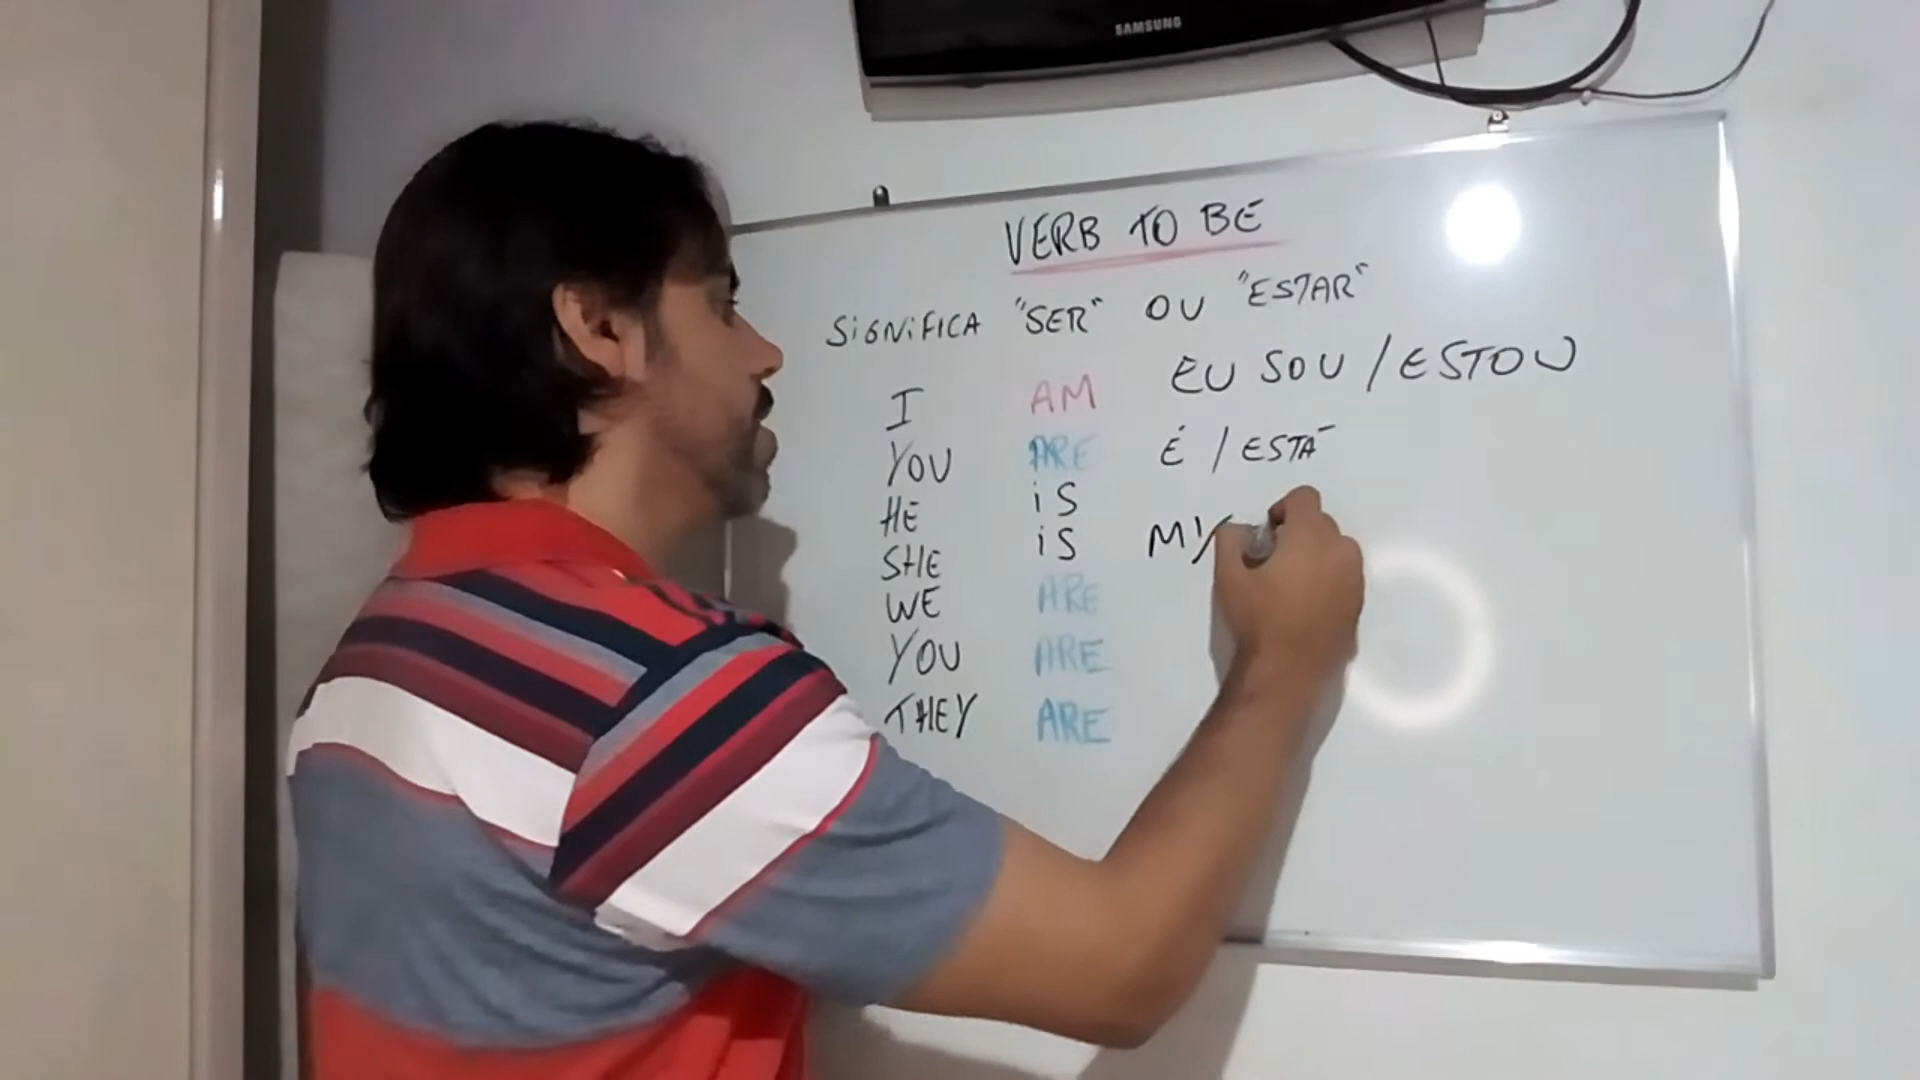 SAMSUNG
VERB TO BE
SiGNiFICA "SER" OU "ESTAR"
I AM EU SOU / ESTOU
YOU ARE É / ESTÁ
HE iS
SHE iS MY
WE ARE
YOU ARE
THEY ARE